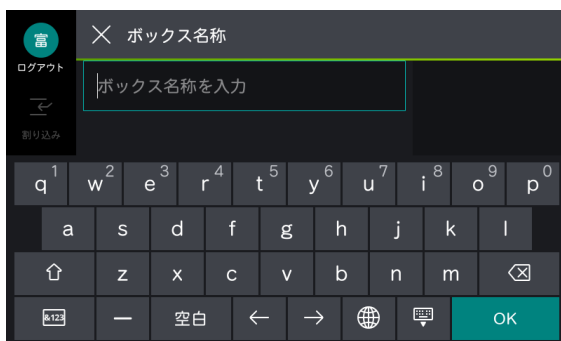 富
ログアウト
割り込み
ボックス名称
ボックス名称を入力
q 1 w 2 e 3 r 4 t 5 y 6 u 7 i 8 o 9 p 0
a s d f g h j k l
z x c v b n m
&123 — 空白 ← → OK